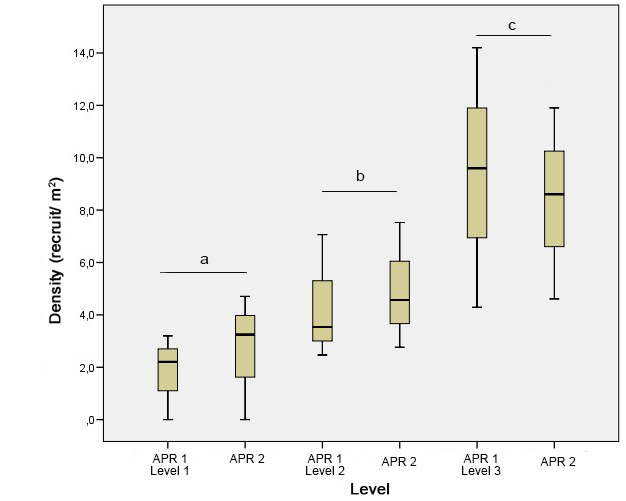 c
14,0
12,0
10,0
b
8,0
6,0
a
4,0
2,0
,0
Density (recruit/ m²)
APR 1 APR 2 APR 1 APR 2 APR 1 APR 2
Level 1 Level 2 Level 3
Level